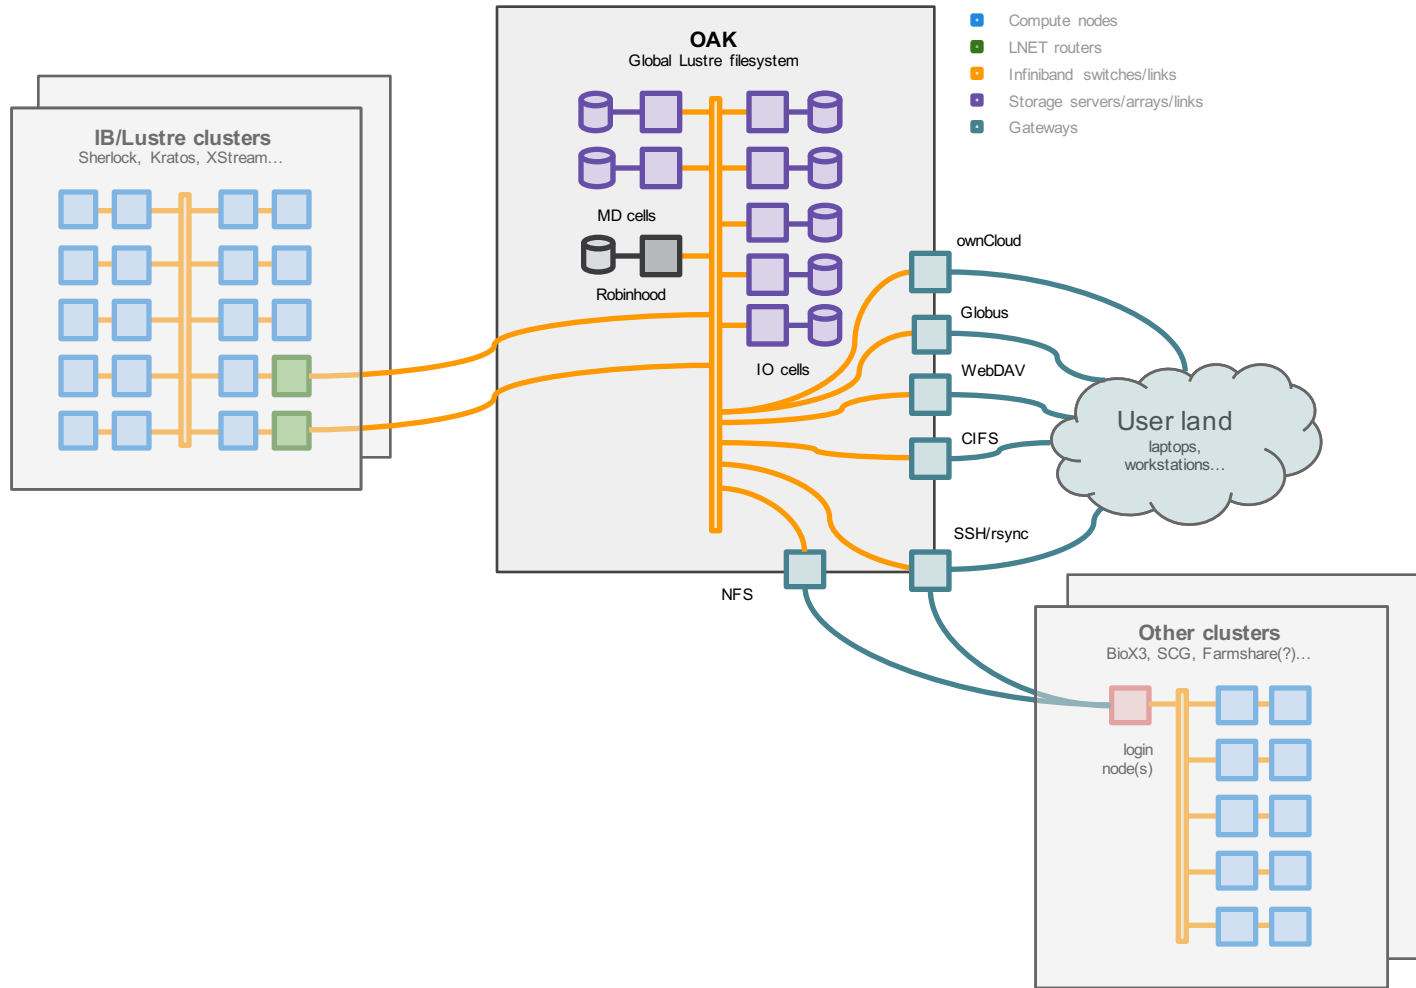 OAK
Global Lustre filesystem
Compute nodes
LNET routers
Infiniband switches/links
Storage servers/arrays/links
Gateways
IB/Lustre clusters
Sherlock, Kratos, XStream...
MD cells
Robinhood
IO cells
ownCloud
Globus
WebDAV
CIFS
SSH/rsync
NFS
User land
laptops,
workstations...
Other clusters
BioX3, SCG, Farmshare(?)...
login
node(s)